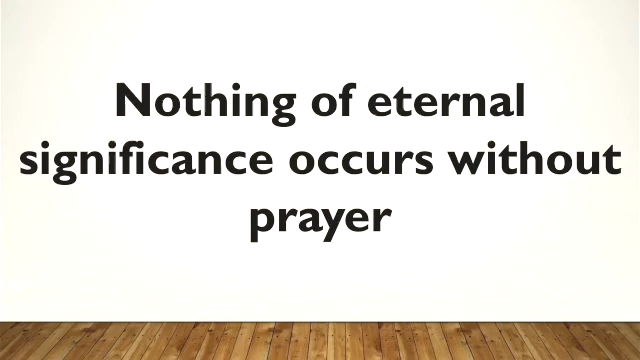 Nothing of eternal
significance occurs without
prayer